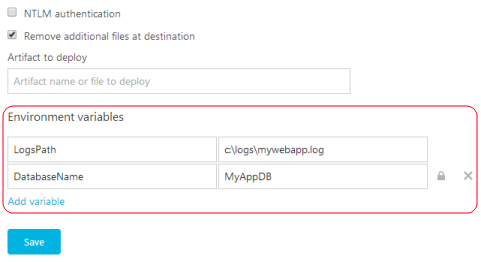 NTLM authentication
Remove additional files at destination
Artifact to deploy
Artifact name or file to deploy
Environment variables
LogsPath c:\logs\mywebapp.log
DatabaseName MyAppDB
Add variable
Save